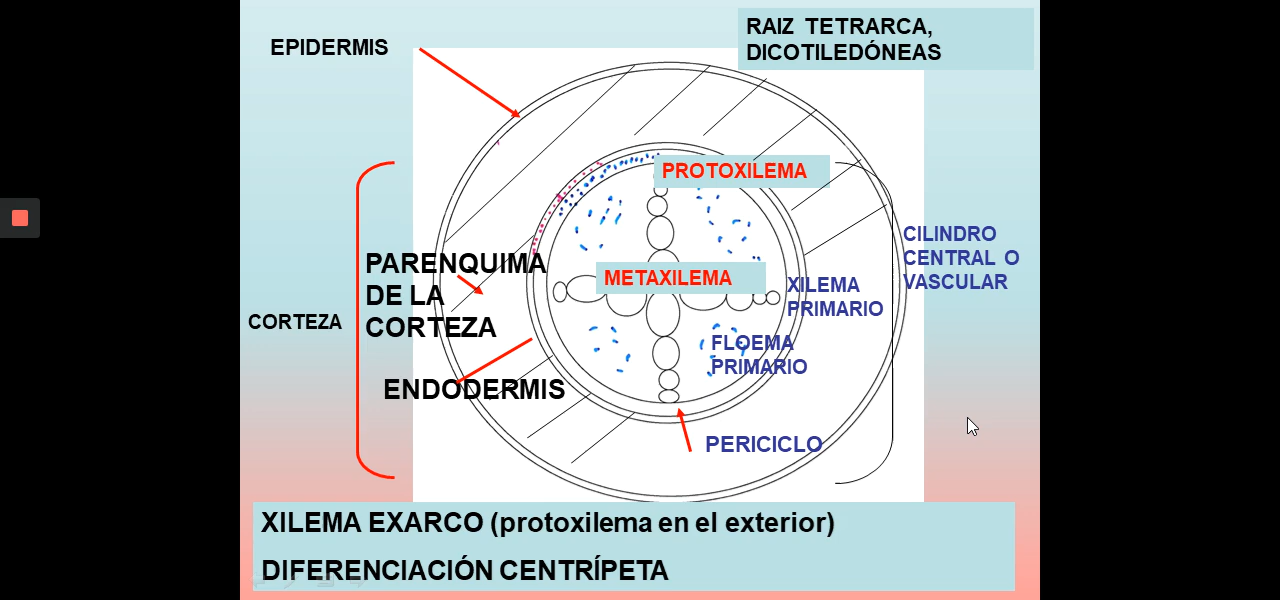 EPIDERMIS
RAIZ TETRARCA,
DICOTILEDÓNEAS
PROTOXILEMA
PARENQUIMA
DE LA
CORTEZA
METAXILEMA
CILINDRO
CENTRAL O
VASCULAR
XILEMA
PRIMARIO
CORTEZA
FLOEMA
PRIMARIO
ENDODERMIS
PERICICLO
XILEMA EXARCO (protoxilema en el exterior)
DIFERENCIACIÓN CENTRÍPETA